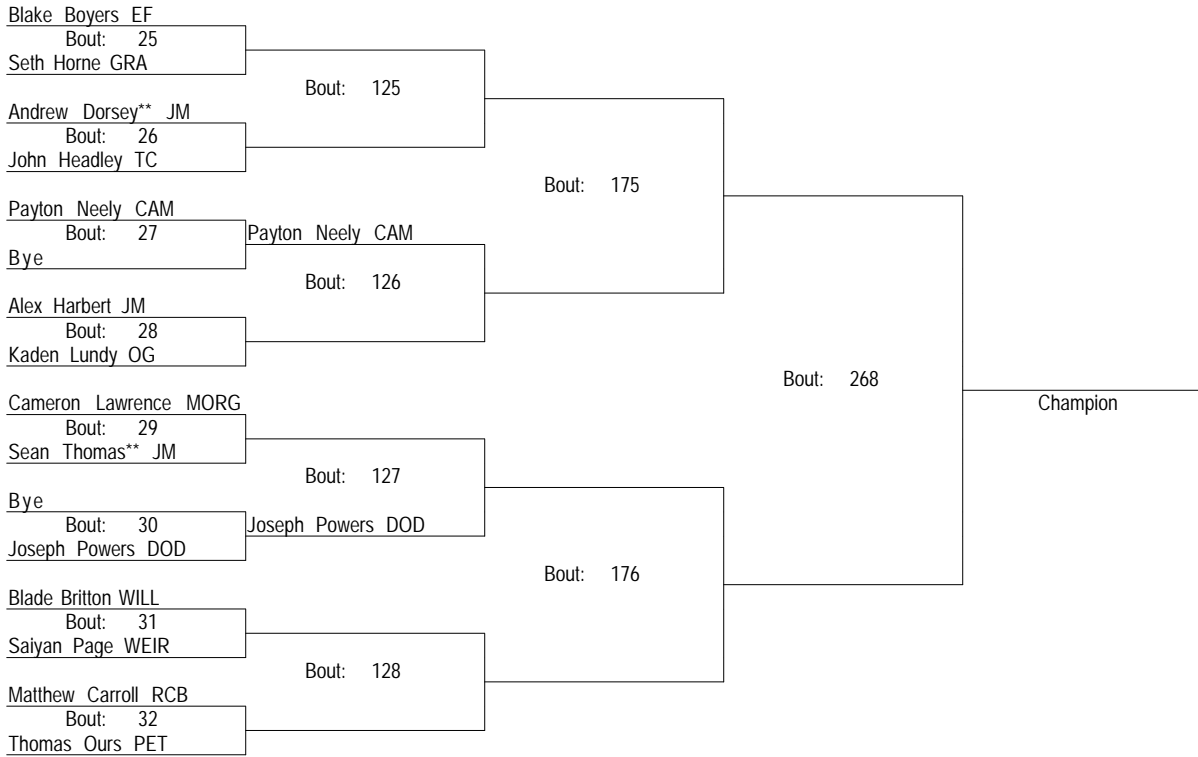 Blake Boyers EF
Bout: 25
Seth Horne GRA
Bout: 125
Andrew Dorsey** JM
Bout: 26
John Headley TC
Bout: 175
Payton Neely CAM
Bout: 27
Payton Neely CAM
Bye
Bout: 126
Alex Harbert JM
Bout: 28
Kaden Lundy OG
Bout: 268
Cameron Lawrence MORG
Champion
Bout: 29
Sean Thomas** JM
Bout: 127
Bye
Bout: 30
Joseph Powers DOD
Joseph Powers DOD
Bout: 176
Blade Britton WILL
Bout: 31
Saiyan Page WEIR
Bout: 128
Matthew Carroll RCB
Bout: 32
Thomas Ours PET